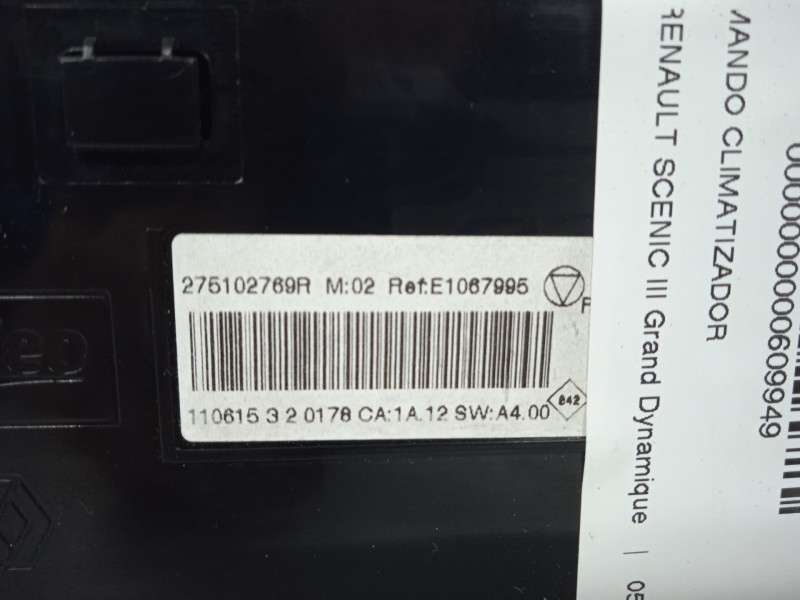 275102769R M:02 Ref:E1067995
110615 3 2 0178 CA:1A.12 SW:A4.00
842
MANDO CLIMATIZADOR
RENAULT SCENIC III Grand Dynamique | 05